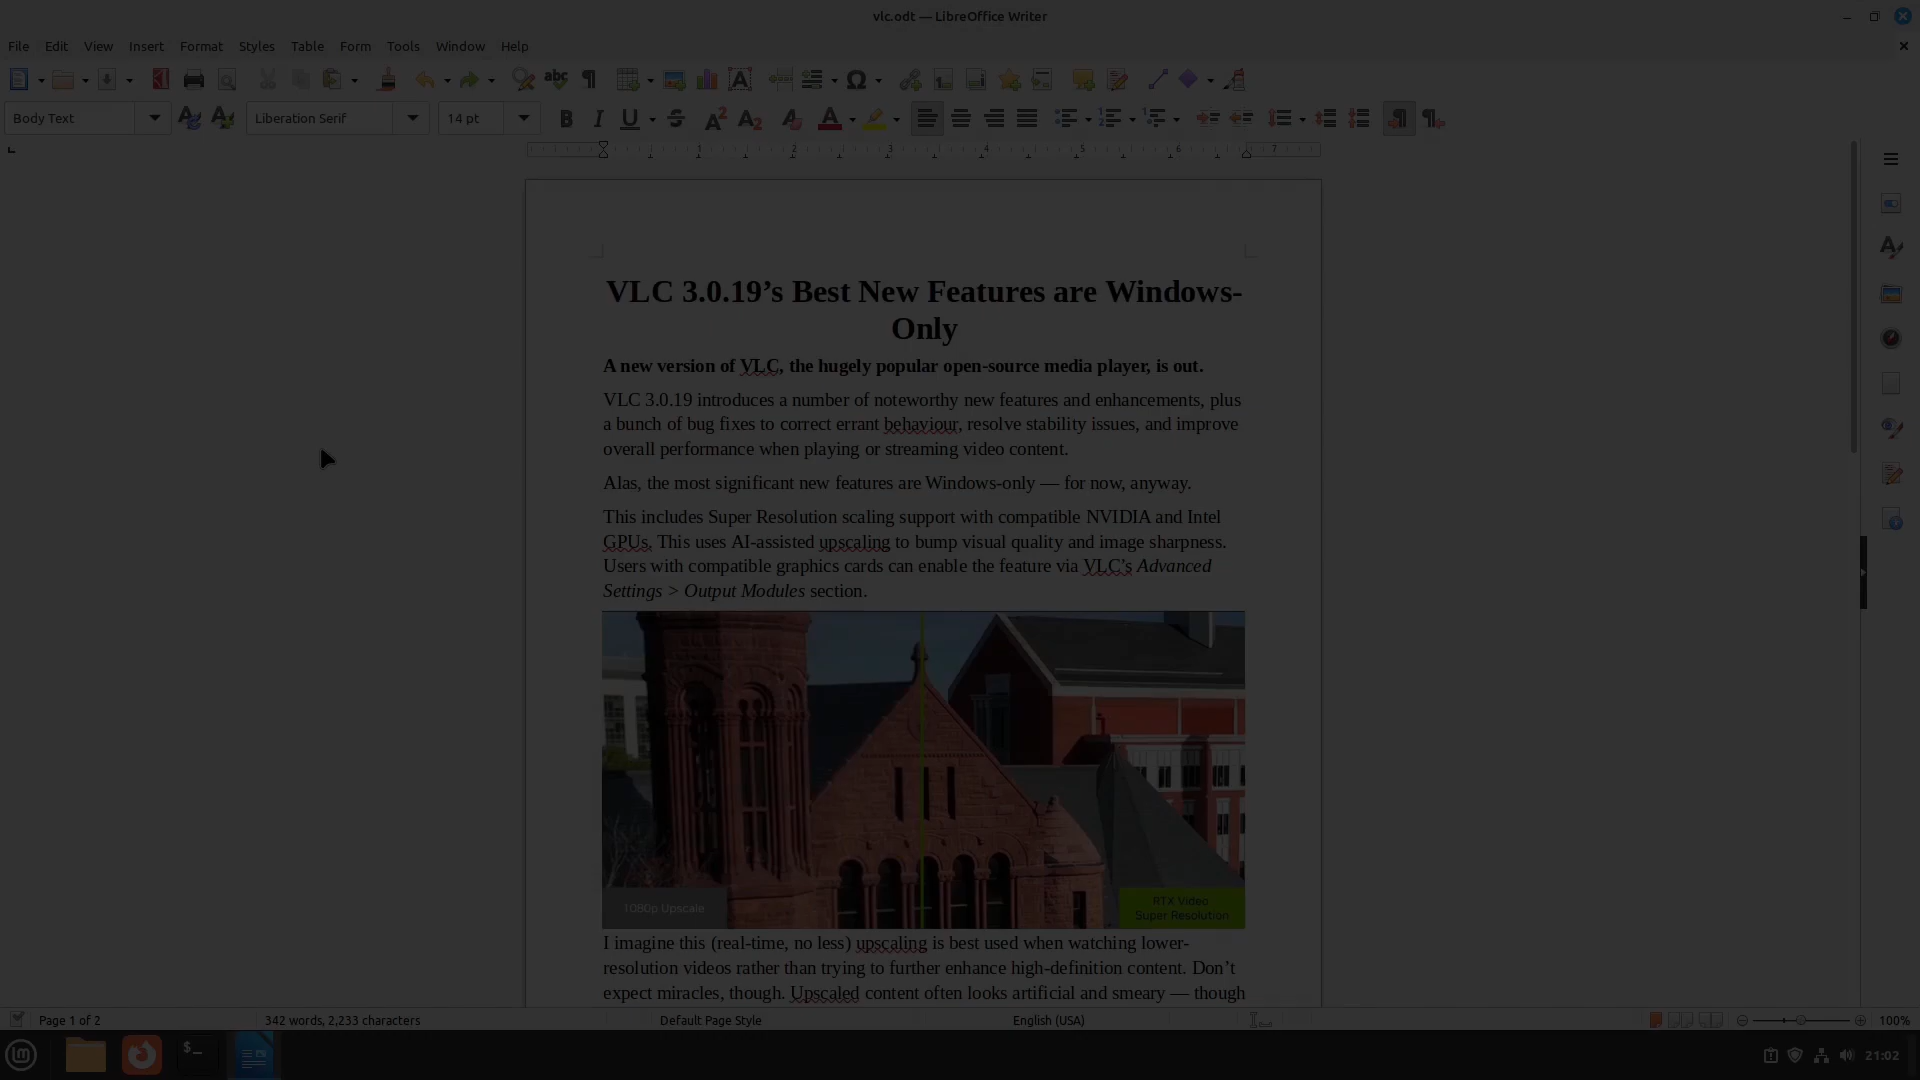 vlc.odt — LibreOffice Writer
File Edit View Insert Format Styles Table Form Tools Window Help
Body Text Liberation Serif 14 pt
1 2 3 4 5 6 7
VLC 3.0.19’s Best New Features are Windows-
Only
A new version of VLC, the hugely popular open-source media player, is out.
VLC 3.0.19 introduces a number of noteworthy new features and enhancements, plus
a bunch of bug fixes to correct errant behaviour, resolve stability issues, and improve
overall performance when playing or streaming video content.
Alas, the most significant new features are Windows-only — for now, anyway.
This includes Super Resolution scaling support with compatible NVIDIA and Intel
GPUs. This uses AI-assisted upscaling to bump visual quality and image sharpness.
Users with compatible graphics cards can enable the feature via VLC’s Advanced
Settings > Output Modules section.
1080p Upscale
RTX Video
Super Resolution
I imagine this (real-time, no less) upscaling is best used when watching lower-
resolution videos rather than trying to further enhance high-definition content. Don’t
expect miracles, though. Upscaled content often looks artificial and smeary — though
Page 1 of 2 342 words, 2,233 characters Default Page Style English (USA) 100%
21:02